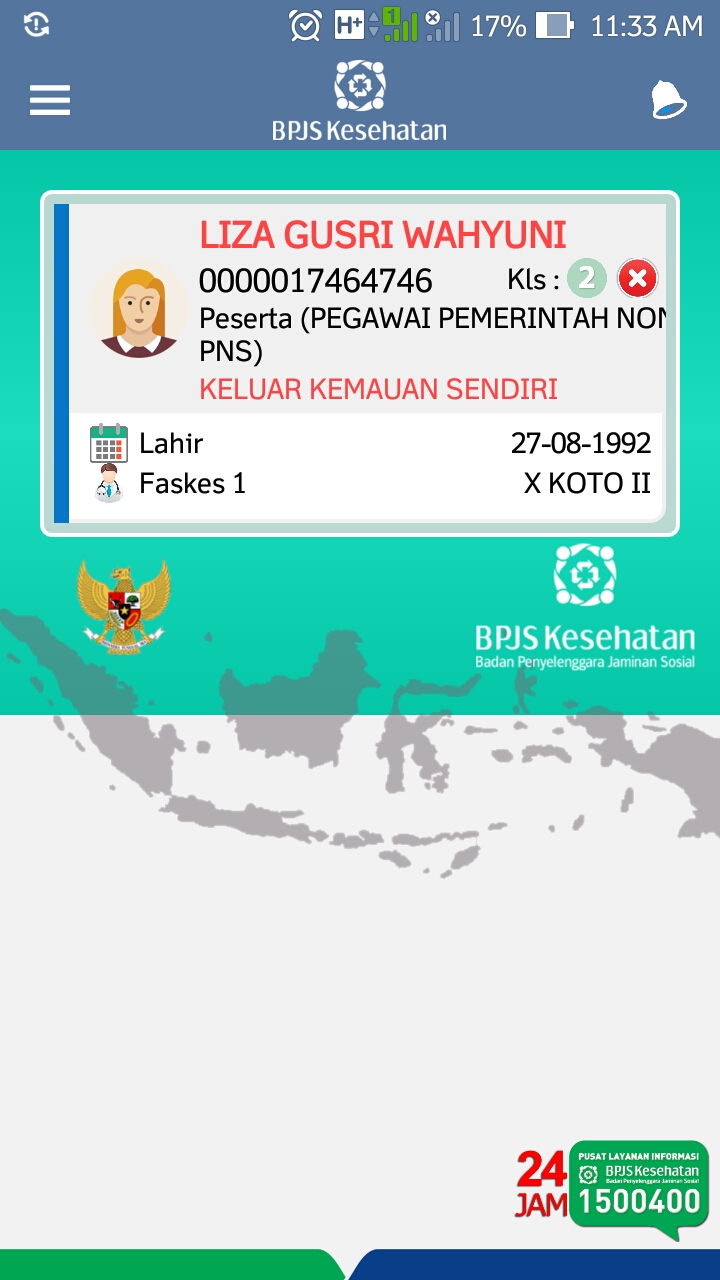 H+ 1 17% 11:33 AM
BPJS Kesehatan
LIZA GUSRI WAHYUNI
0000017464746 Kls : 2
Peserta (PEGAWAI PEMERINTAH NON
PNS)
KELUAR KEMAUAN SENDIRI
Lahir 27-08-1992
Faskes 1 X KOTO II
BPJS Kesehatan
Badan Penyelenggara Jaminan Sosial
24
JAM
PUSAT LAYANAN INFORMASI
BPJS Kesehatan
Badan Penyelenggara Jaminan Sosial
1500400